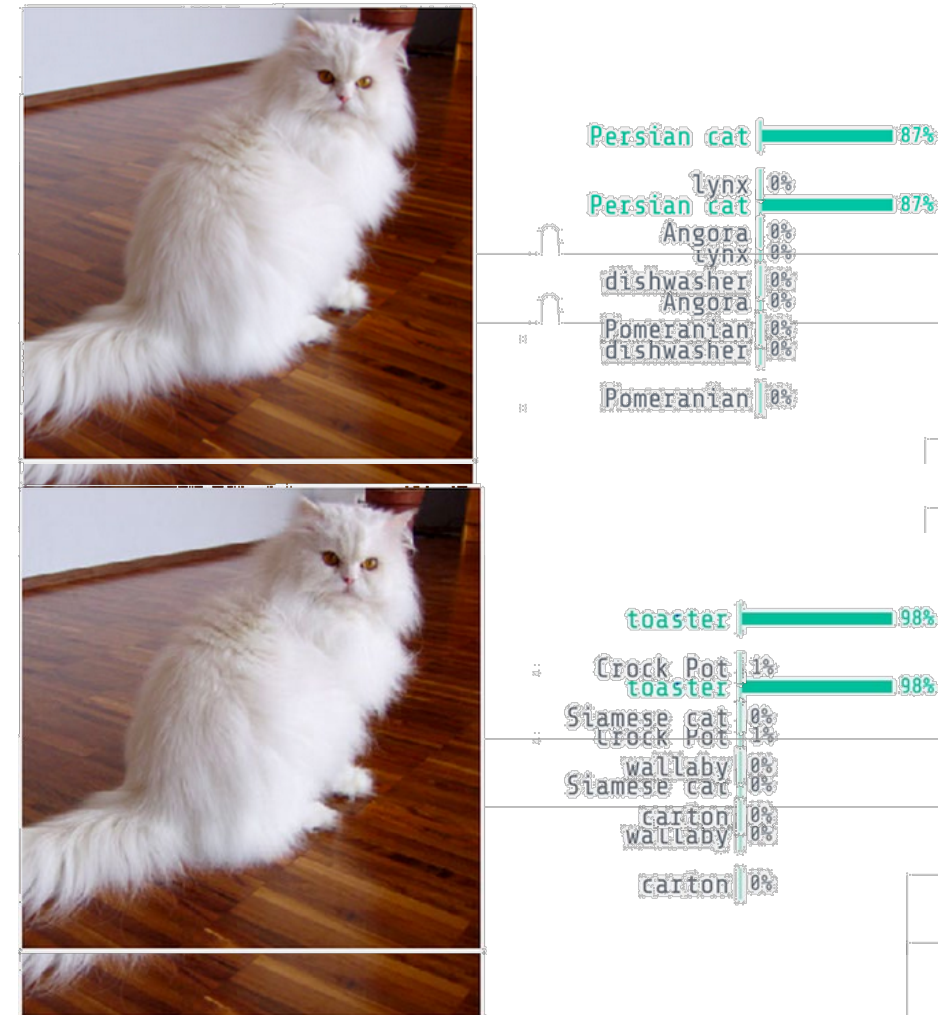 Persian cat 87%
lynx 0%
Persian cat 87%
Angora 0%
lynx 0%
dishwasher 0%
Angora 0%
Pomeranian 0%
dishwasher 0%
Pomeranian 0%
toaster 98%
Crock Pot 1%
toaster 98%
Siamese cat 0%
Crock Pot 1%
wallaby 0%
Siamese cat 0%
carton 0%
wallaby 0%
carton 0%